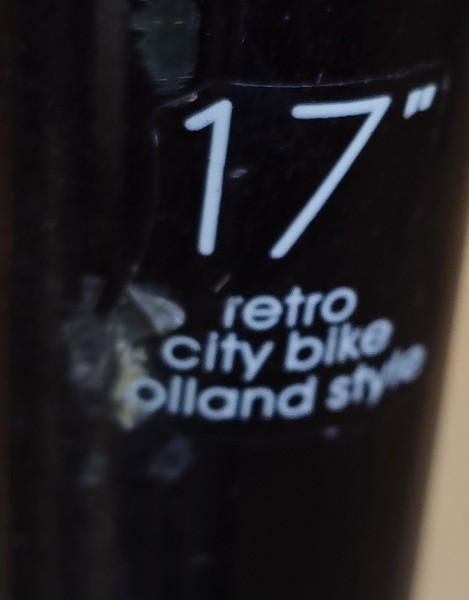 17"
retro
city bike
olland style